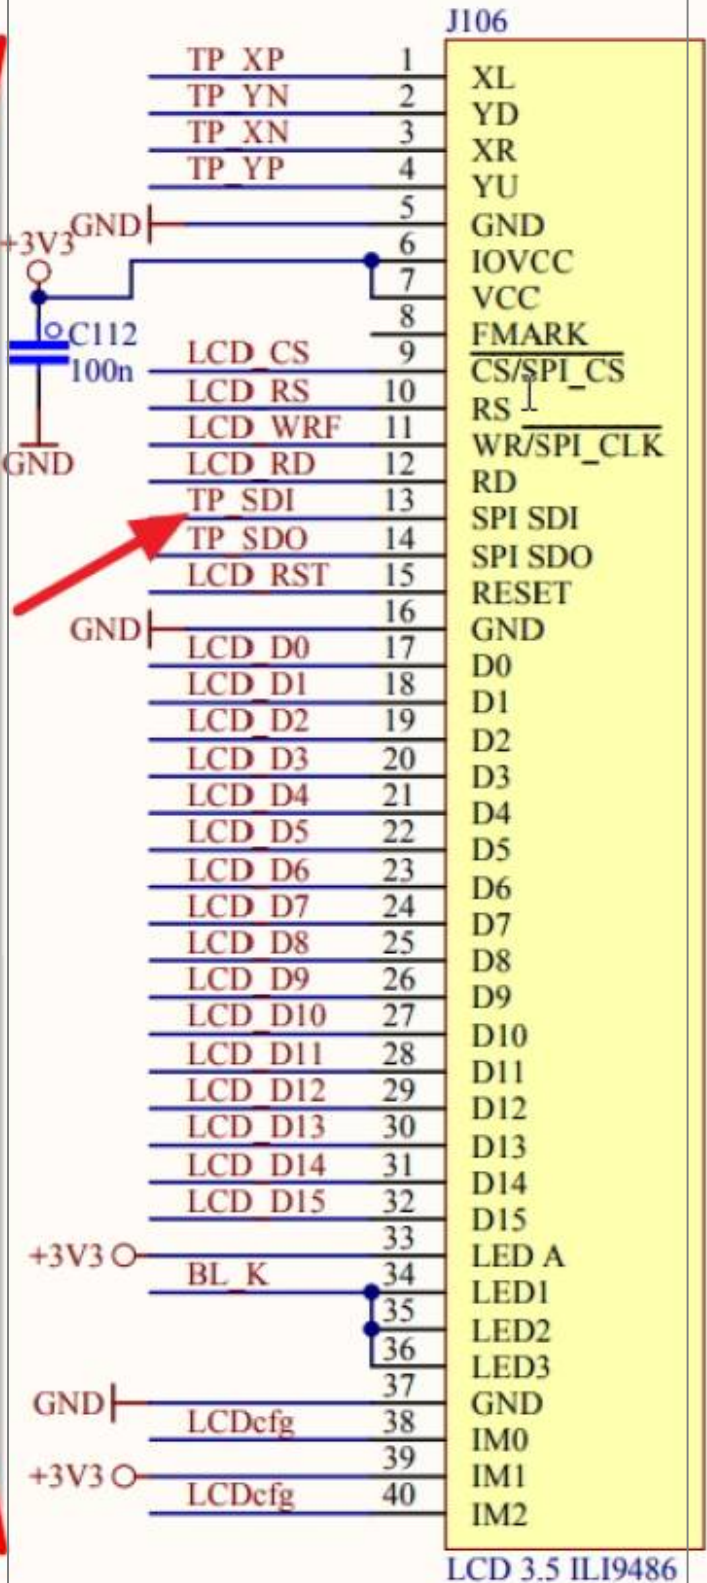 J106
TP_XP 1 XL
TP_YN 2 YD
TP_XN 3 XR
TP_YP 4 YU
GND 5 GND
+3V3 6 IOVCC
7 VCC
C112 8 FMARK
100n LCD_CS 9 CS/SPI_CS
LCD_RS 10 RS
LCD_WRF 11 WR/SPI_CLK
GND LCD_RD 12 RD
TP_SDI 13 SPI SDI
TP_SDO 14 SPI SDO
LCD_RST 15 RESET
GND 16 GND
LCD_D0 17 D0
LCD_D1 18 D1
LCD_D2 19 D2
LCD_D3 20 D3
LCD_D4 21 D4
LCD_D5 22 D5
LCD_D6 23 D6
LCD_D7 24 D7
LCD_D8 25 D8
LCD_D9 26 D9
LCD_D10 27 D10
LCD_D11 28 D11
LCD_D12 29 D12
LCD_D13 30 D13
LCD_D14 31 D14
LCD_D15 32 D15
+3V3 33 LED A
BL_K 34 LED1
35 LED2
36 LED3
GND 37 GND
LCDcfg 38 IM0
+3V3 39 IM1
LCDcfg 40 IM2
LCD 3.5 ILI9486